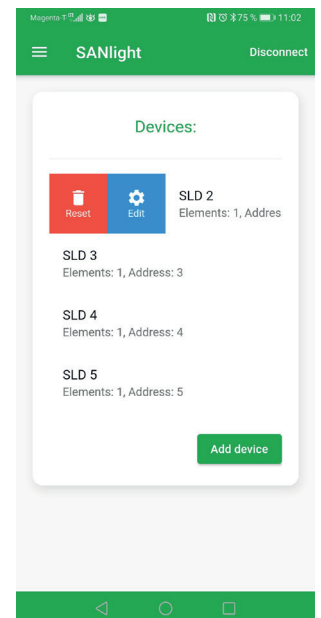 Magenta-T 75 % 11:02
SANlight Disconnect
Devices:
Reset Edit SLD 2
Elements: 1, Addres
SLD 3
Elements: 1, Address: 3
SLD 4
Elements: 1, Address: 4
SLD 5
Elements: 1, Address: 5
Add device